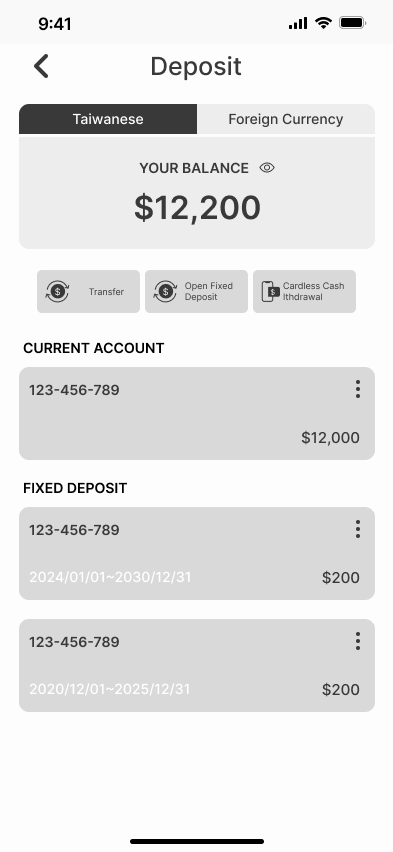 9:41
Deposit
Taiwanese
Foreign Currency
YOUR BALANCE
$12,200
Transfer
Open Fixed
Deposit
Cardless Cash
Ithdrawal
CURRENT ACCOUNT
123-456-789
$12,000
FIXED DEPOSIT
123-456-789
2024/01/01~2030/12/31
$200
123-456-789
2020/12/01~2025/12/31
$200